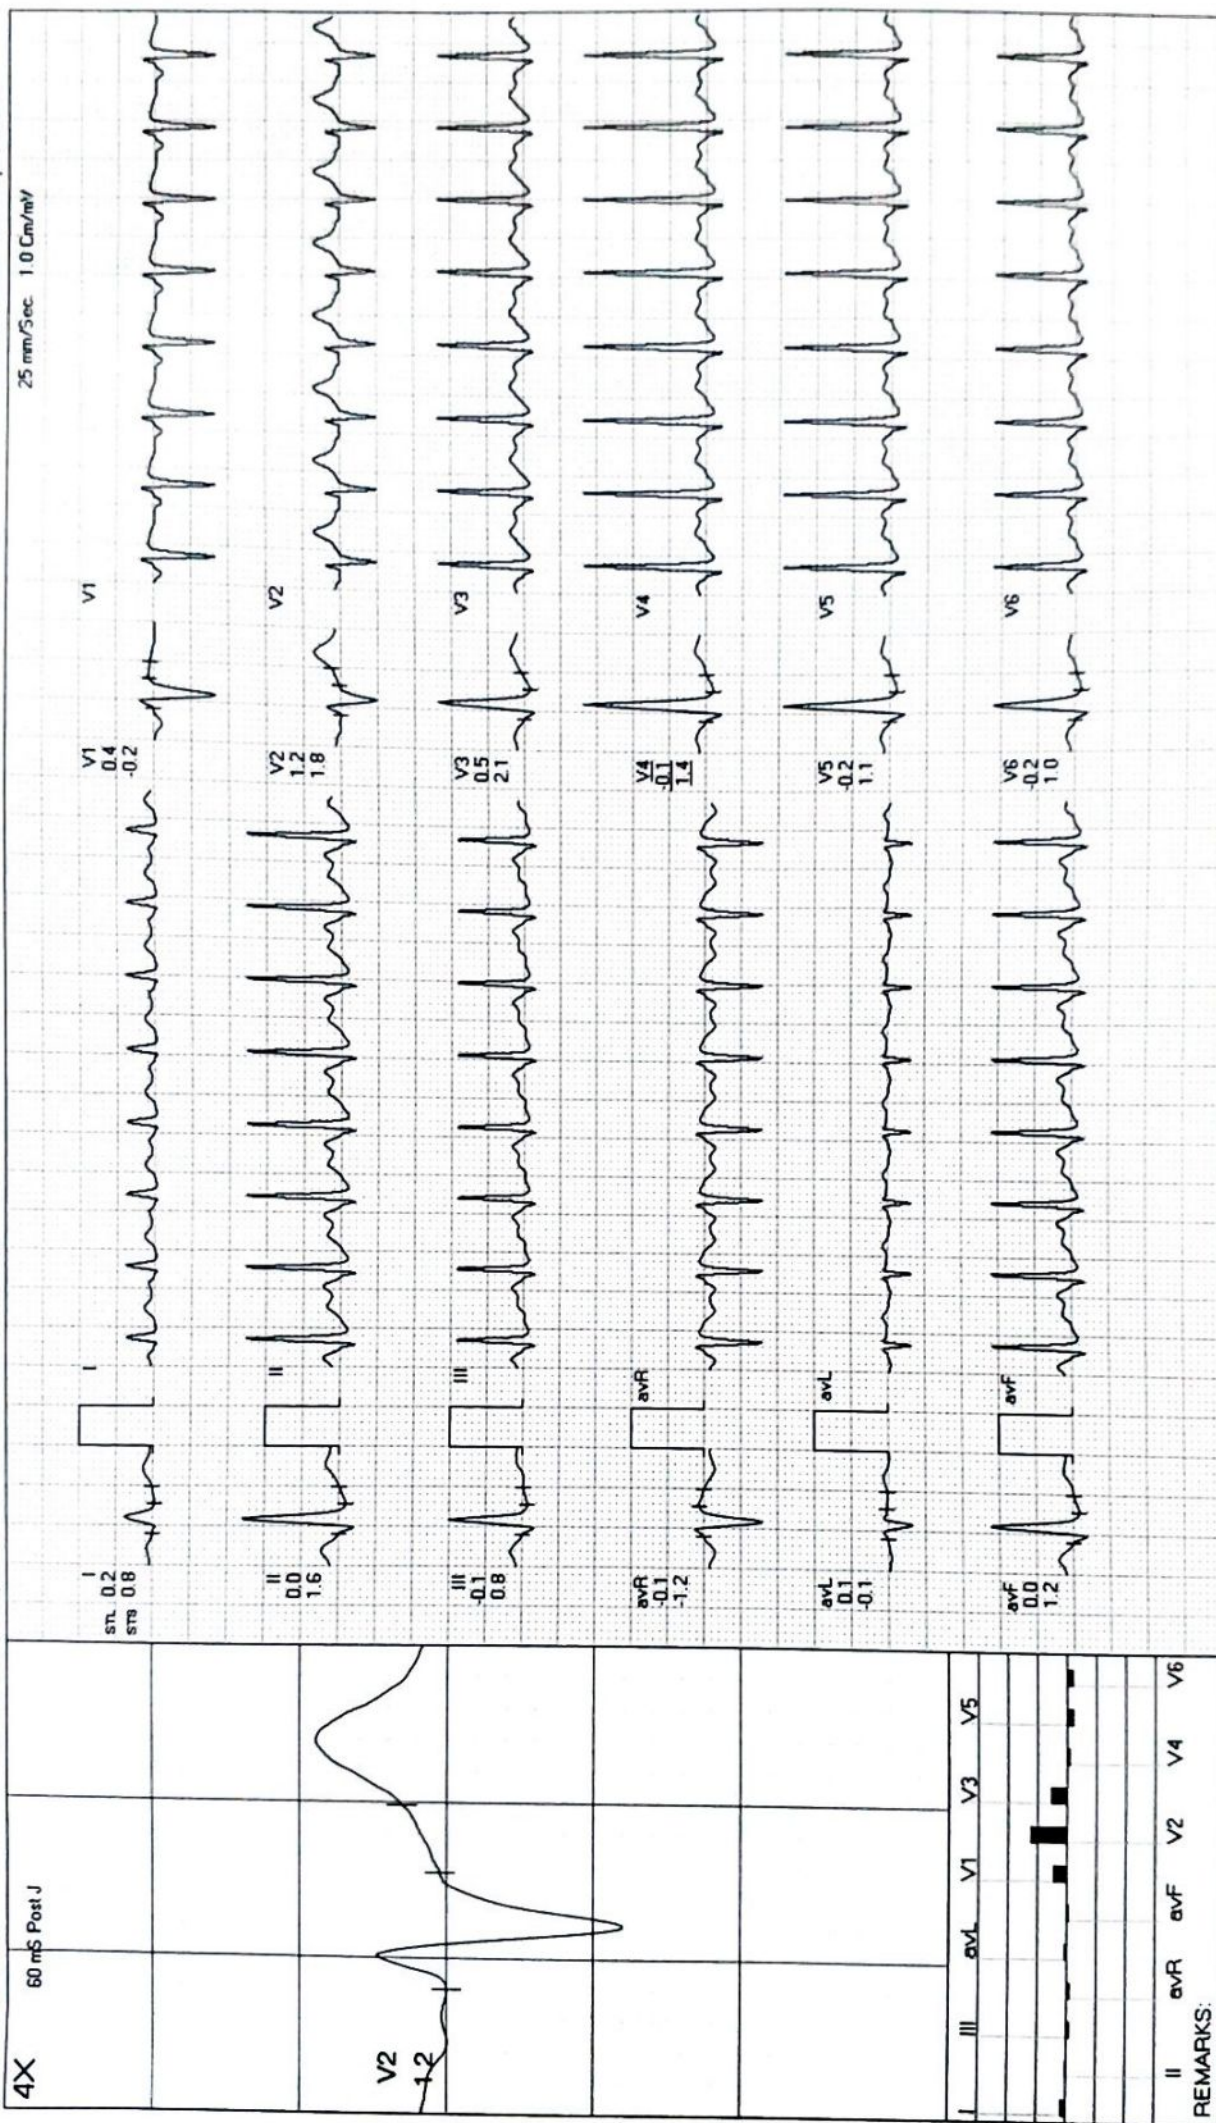 4X
60 mS Post J
V2
1.2
25 mm/Sec. 1.0 Cm/mV
I
STL 0.2
STS 0.8
I
V1
0.4
-0.2
V1
II
0.0
1.6
II
V2
1.2
1.8
V2
III
-0.1
0.8
III
V3
0.5
2.1
V3
avR
-0.1
-1.2
avR
V4
-0.1
1.4
V4
avL
0.1
-0.1
avL
V5
-0.2
1.1
V5
avF
0.0
1.2
avF
V6
-0.2
1.0
V6
I III avL V1 V3 V5
II avR avF V2 V4 V6
REMARKS: